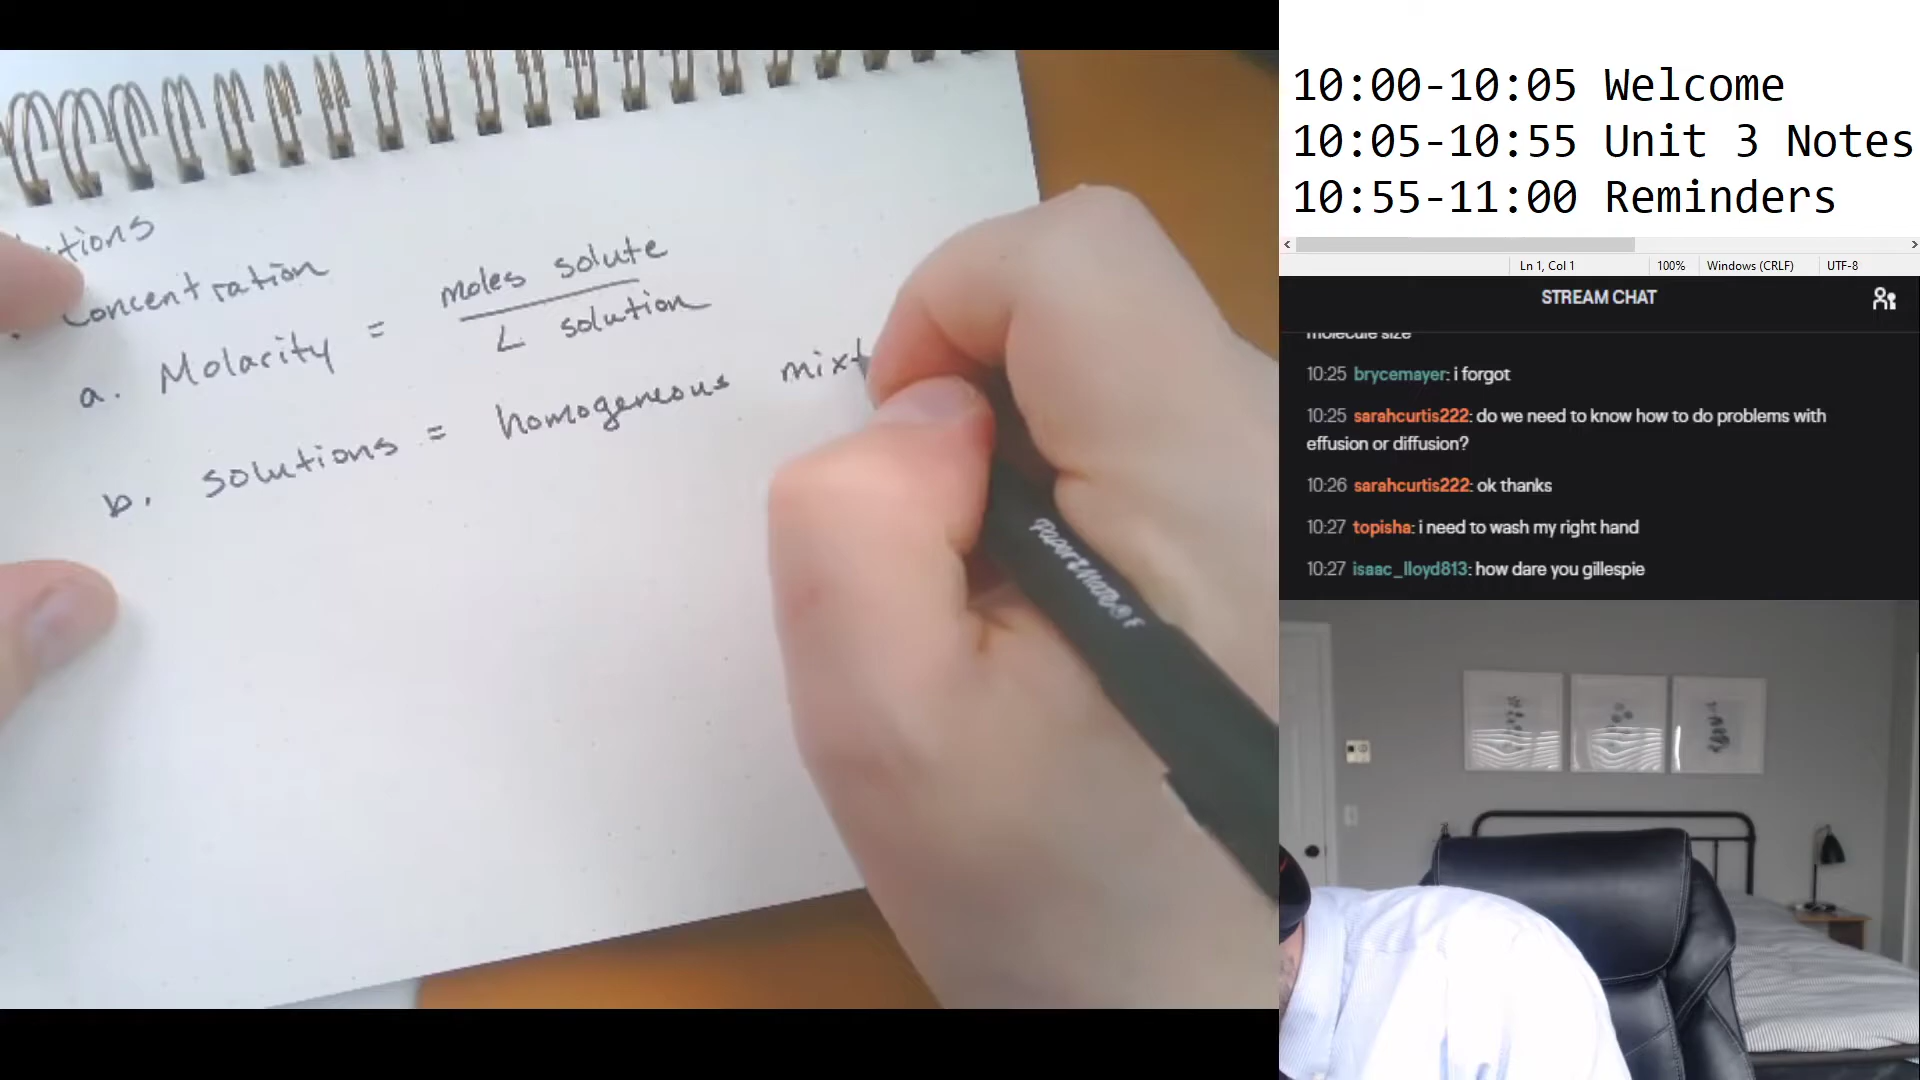 utions
Concentration
a. Molarity = moles solute
L solution
b. solutions = homogeneous mixt
PaperMate
10:00-10:05 Welcome
10:05-10:55 Unit 3 Notes
10:55-11:00 Reminders
Ln 1, Col 1 100% Windows (CRLF) UTF-8
STREAM CHAT
molecule size
10:25 brycemayer: i forgot
10:25 sarahcurtis222: do we need to know how to do problems with
effusion or diffusion?
10:26 sarahcurtis222: ok thanks
10:27 topisha: i need to wash my right hand
10:27 isaac_lloyd813: how dare you gillespie